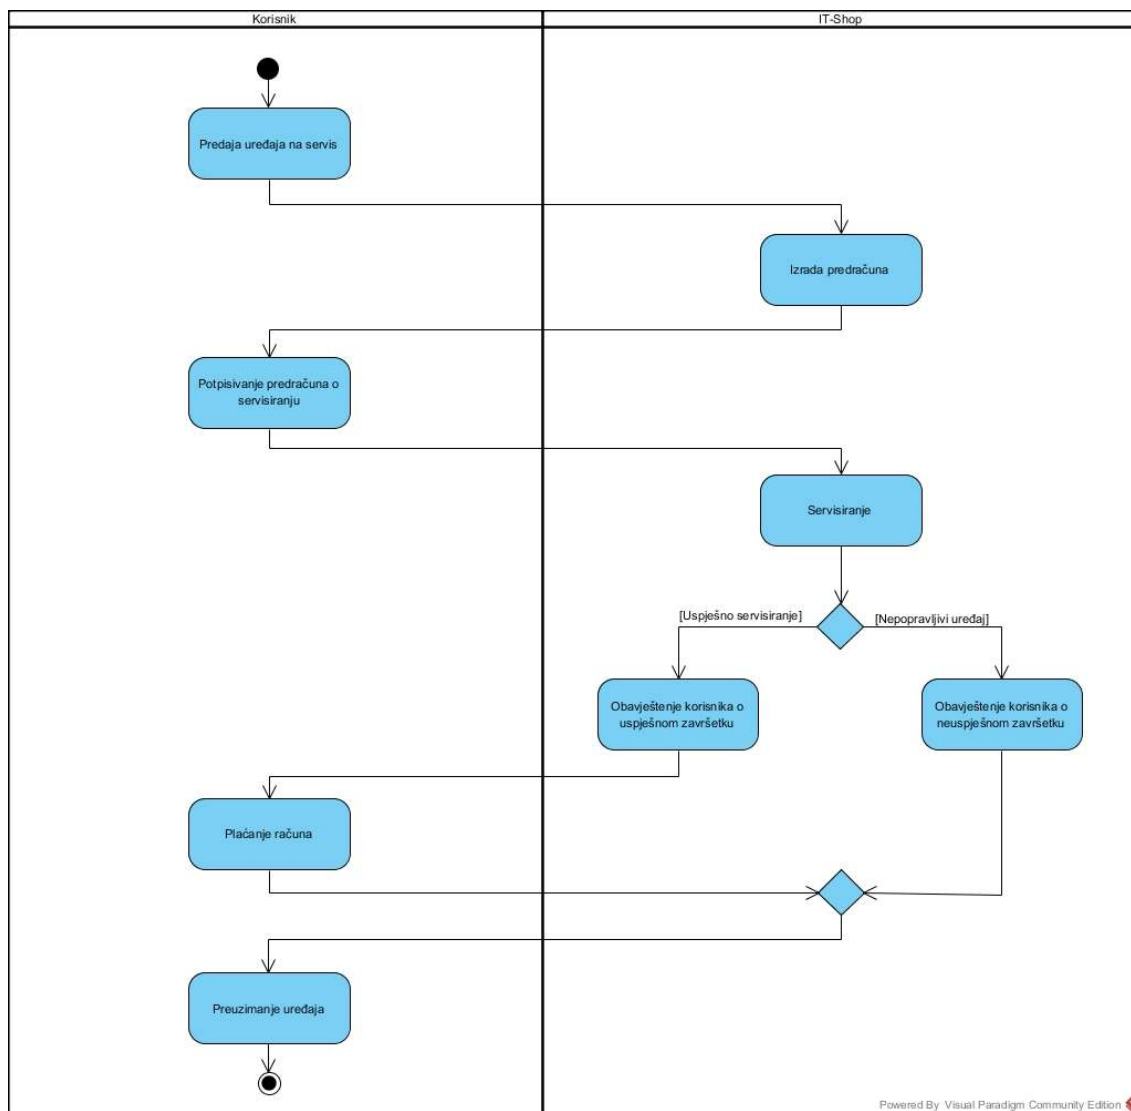 Korisnik
IT-Shop
Predaja uređaja na servis
Izrada predračuna
Potpisivanje predračuna o
servisiranju
Servisiranje
[Uspješno servisiranje]
[Nepopravljivi uređaj]
Obavještenje korisnika o
uspješnom završetku
Obavještenje korisnika o
neuspješnom završetku
Plaćanje računa
Preuzimanje uređaja
Powered By Visual Paradigm Community Edition